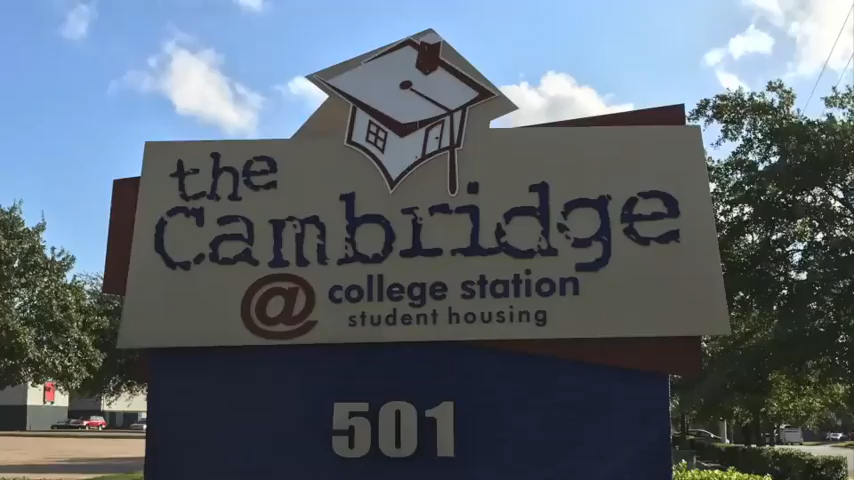 the
Cambridge
@ college station
student housing
501